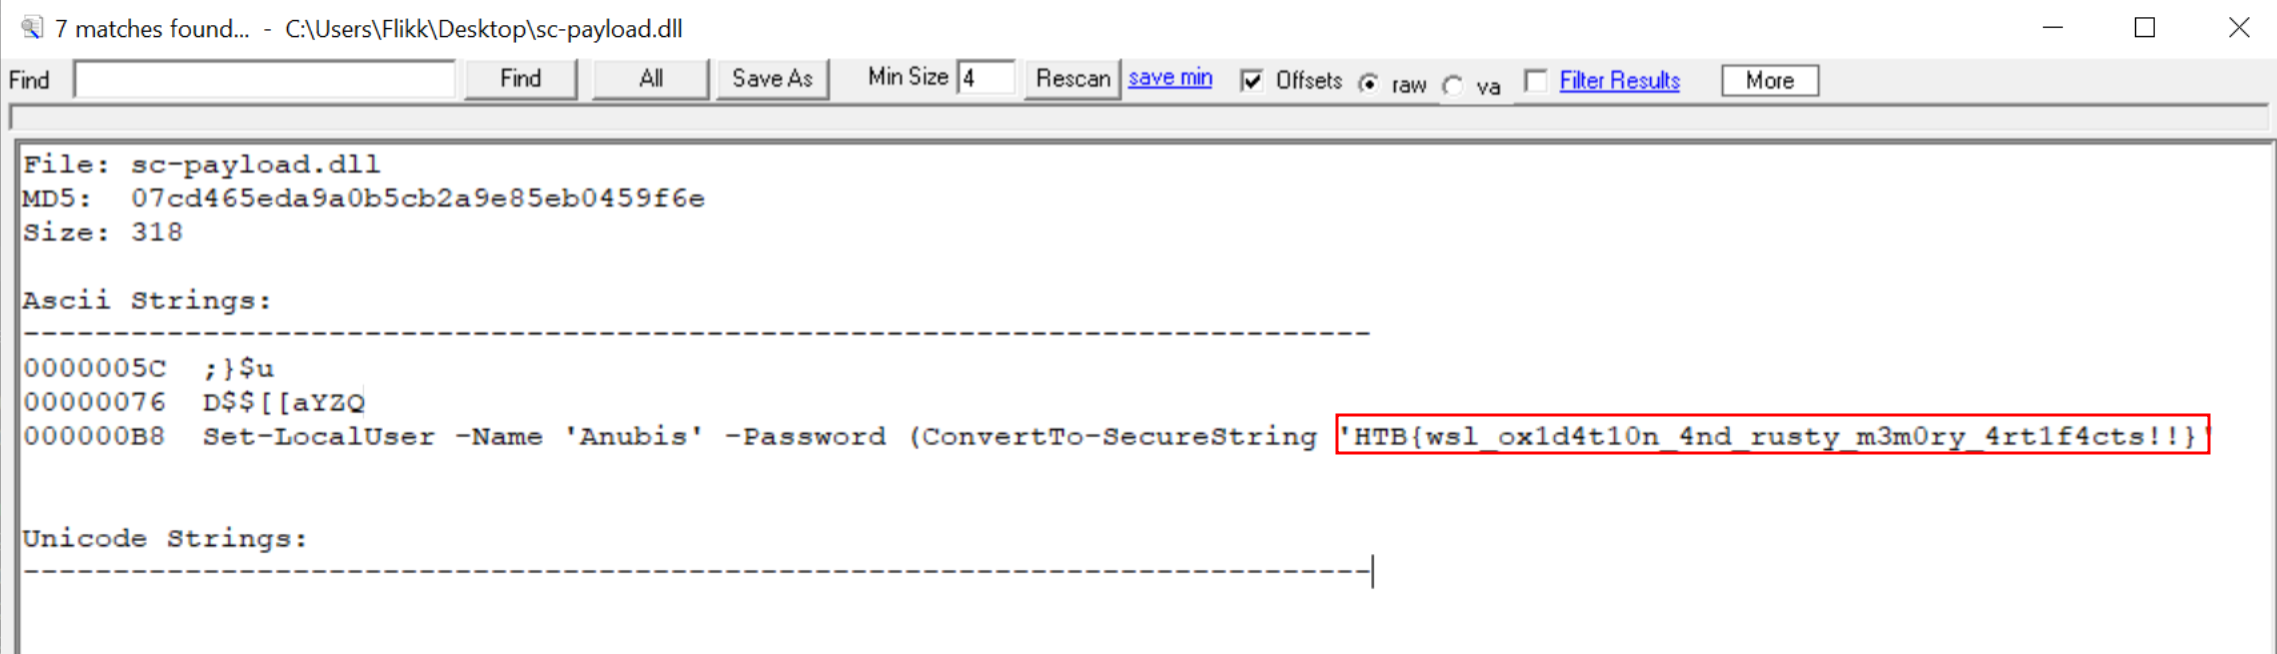 7 matches found... - C:\Users\Flikk\Desktop\sc-payload.dll
Find Find All Save As Min Size 4 Rescan save min Offsets raw va Filter Results More
File: sc-payload.dll
MD5: 07cd465eda9a0b5cb2a9e85eb0459f6e
Size: 318
Ascii Strings:
---------------------------------------------------------------------------
0000005C ;}$u
00000076 D$$[[aYZQ
000000B8 Set-LocalUser -Name 'Anubis' -Password (ConvertTo-SecureString 'HTB{wsl_ox1d4t10n_4nd_rusty_m3m0ry_4rt1f4cts!!}'
Unicode Strings:
---------------------------------------------------------------------------